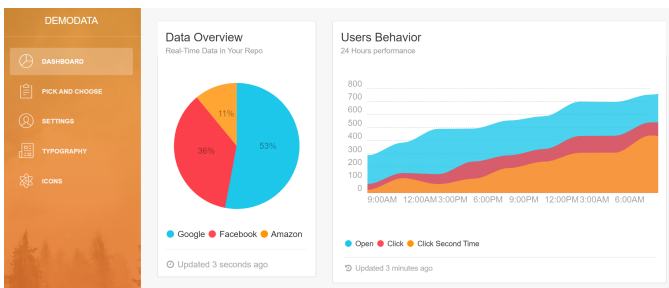 DEMODATA
DASHBOARD
PICK AND CHOOSE
SETTINGS
TYPOGRAPHY
ICONS
Data Overview
Real-Time Data in Your Repo
11%
36%
53%
Google Facebook Amazon
Updated 3 seconds ago
Users Behavior
24 Hours performance
800
700
600
500
400
300
200
100
0
9:00AM 12:00AM 3:00PM 6:00PM 9:00PM 12:00PM 3:00AM 6:00AM
Open Click Click Second Time
Updated 3 minutes ago